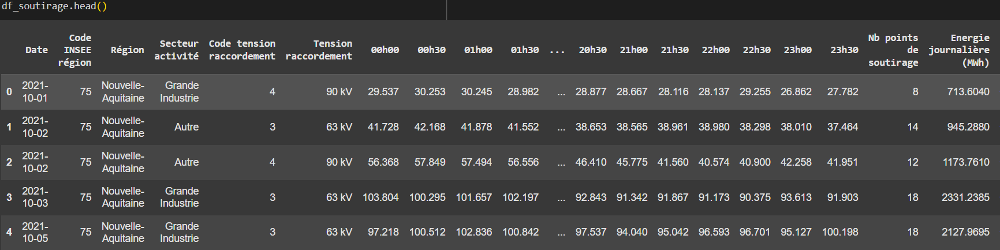 df_soutirage.head()
Date Code INSEE région Région Secteur activité Code tension raccordement Tension raccordement 00h00 00h30 01h00 01h30 ... 20h30 21h00 21h30 22h00 22h30 23h00 23h30 Nb points de soutirage Energie journalière (MWh)
0 2021-10-01 75 Nouvelle-Aquitaine Grande Industrie 4 90 kV 29.537 30.253 30.245 28.982 ... 28.877 28.667 28.116 28.137 29.255 26.862 27.782 8 713.6040
1 2021-10-02 75 Nouvelle-Aquitaine Autre 3 63 kV 41.728 42.168 41.878 41.552 ... 38.653 38.565 38.961 38.980 38.298 38.010 37.464 14 945.2880
2 2021-10-02 75 Nouvelle-Aquitaine Autre 4 90 kV 56.368 57.849 57.494 56.556 ... 46.410 45.775 41.560 40.574 40.900 42.258 41.951 12 1173.7610
3 2021-10-03 75 Nouvelle-Aquitaine Grande Industrie 3 63 kV 103.804 100.295 101.657 102.197 ... 92.843 91.342 91.867 91.173 90.375 93.613 91.903 18 2331.2385
4 2021-10-05 75 Nouvelle-Aquitaine Grande Industrie 3 63 kV 97.218 100.512 102.836 100.842 ... 97.537 94.040 95.042 96.593 96.701 95.127 100.198 18 2127.9695